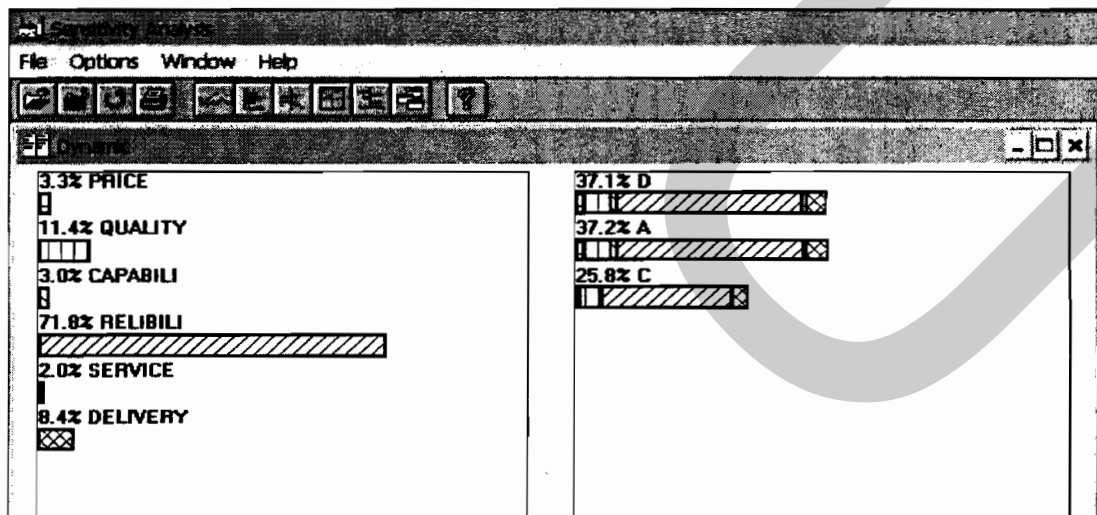 Sensitivity Analysis
File Options Window Help
Dynamic
3.3% PRICE
11.4% QUALITY
3.0% CAPABILI
71.8% RELIBILI
2.0% SERVICE
8.4% DELIVERY
37.1% D
37.2% A
25.8% C